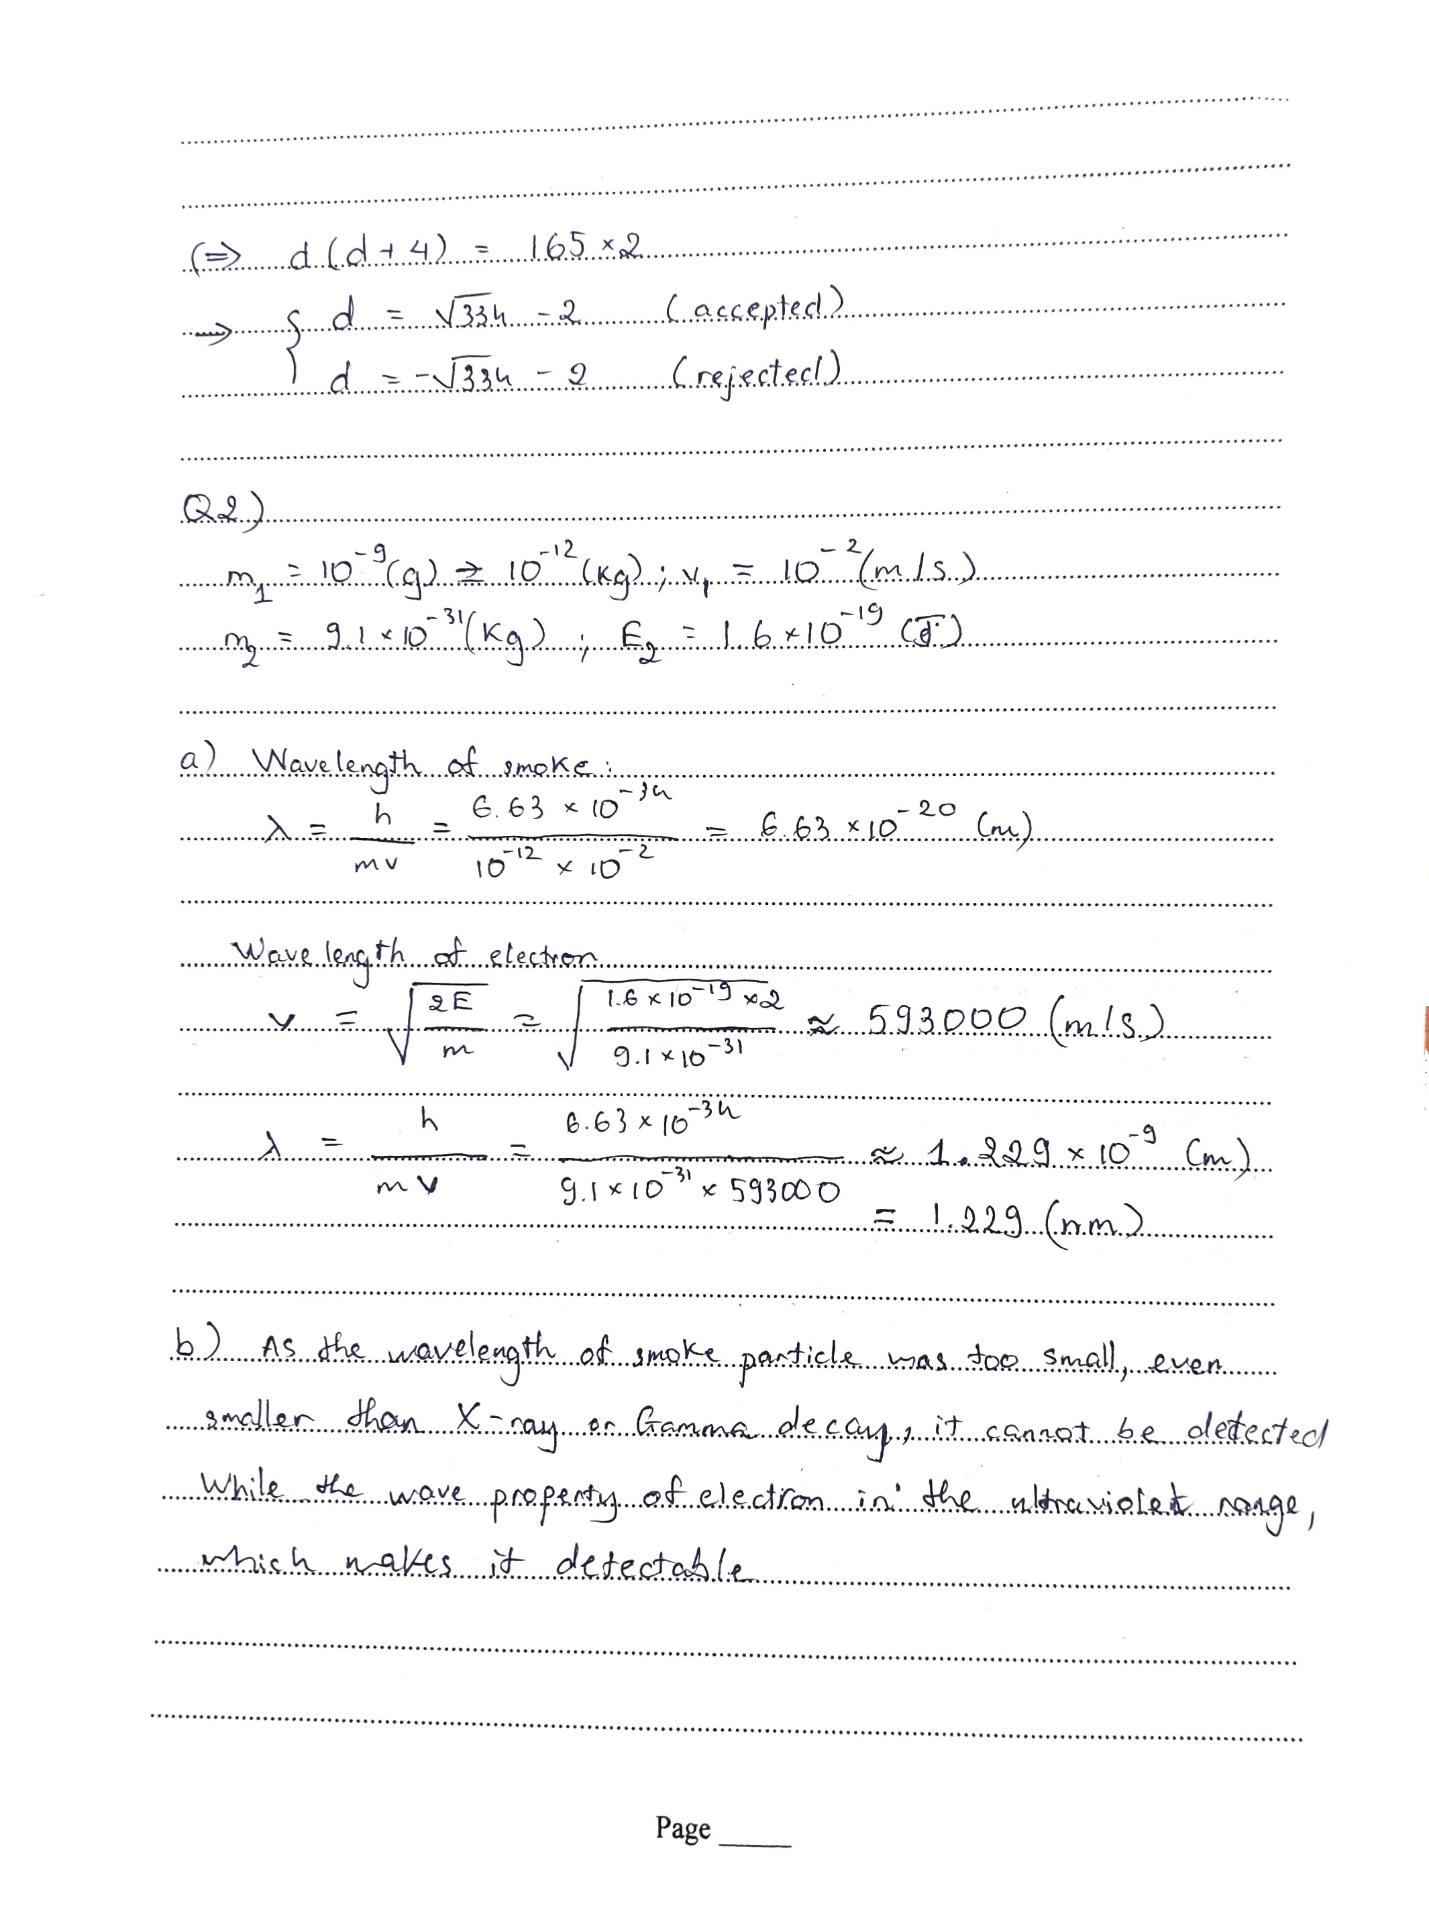 (⇒ d(d+4) = 165 × 2
⇒ { d = √334 - 2 (accepted)
d = -√334 - 2 (rejected)
Q2)
m₁ = 10⁻⁹(g) = 10⁻¹²(kg) ; v₁ = 10⁻²(m/s)
m₂ = 9.1 × 10⁻³¹(Kg) ; E₂ = 1.6 × 10⁻¹⁹ (J)
a) Wavelength of smoke:
λ = h/mv = (6.63 × 10⁻³⁴)/(10⁻¹² × 10⁻²) = 6.63 × 10⁻²⁰ (m)
Wavelength of electron
v = √(2E/m) = √((1.6 × 10⁻¹⁹ × 2)/(9.1 × 10⁻³¹)) ≈ 593000 (m/s)
λ = h/mv = (6.63 × 10⁻³⁴)/(9.1 × 10⁻³¹ × 593000) ≈ 1.229 × 10⁻⁹ (m)
= 1.229 (nm)
b) As the wavelength of smoke particle was too small, even
smaller than X-ray or Gamma decay, it cannot be detected
While the wave property of electron in the ultraviolet range,
which makes it detectable
Page _____